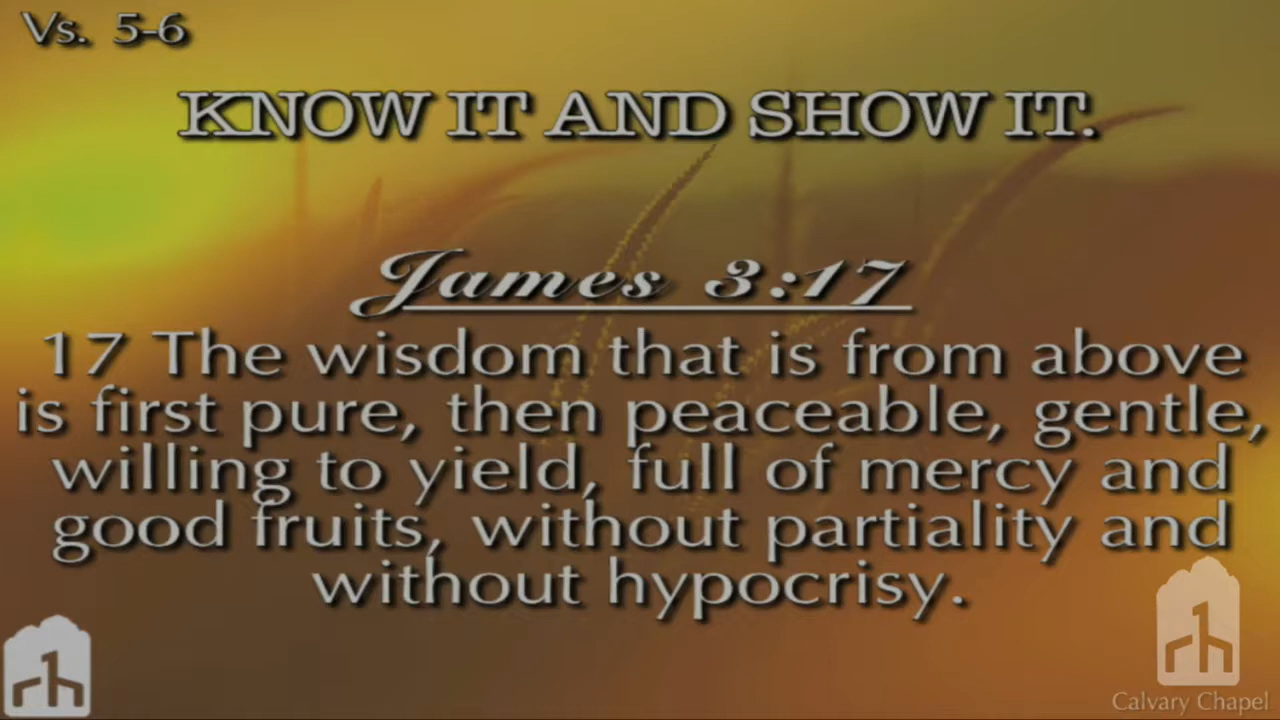 Vs. 5-6
KNOW IT AND SHOW IT.
James 3:17
17 The wisdom that is from above
is first pure, then peaceable, gentle,
willing to yield, full of mercy and
good fruits, without partiality and
without hypocrisy.
Calvary Chapel